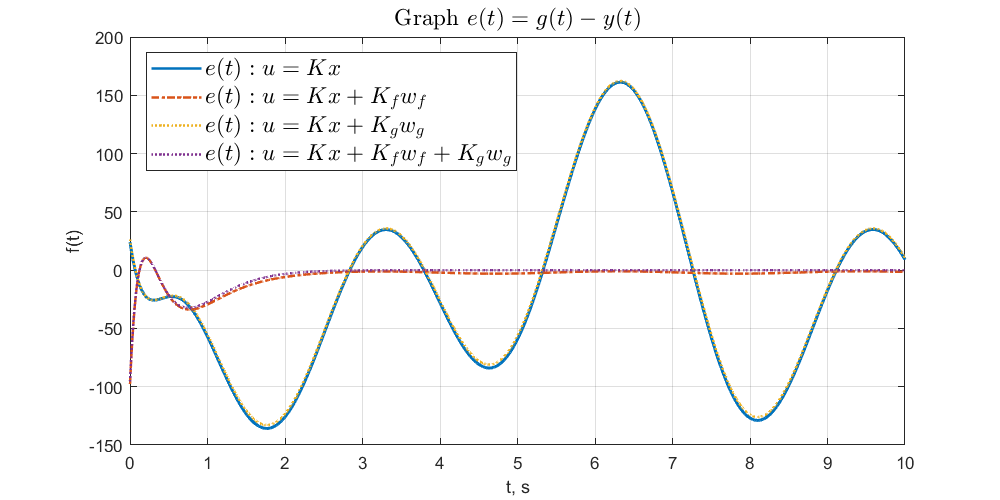 Graph e(t) = g(t) − y(t)
200
150
100
50
0
-50
-100
-150
f(t)
e(t) : u = Kx
e(t) : u = Kx + K_f w_f
e(t) : u = Kx + K_g w_g
e(t) : u = Kx + K_f w_f + K_g w_g
0 1 2 3 4 5 6 7 8 9 10
t, s